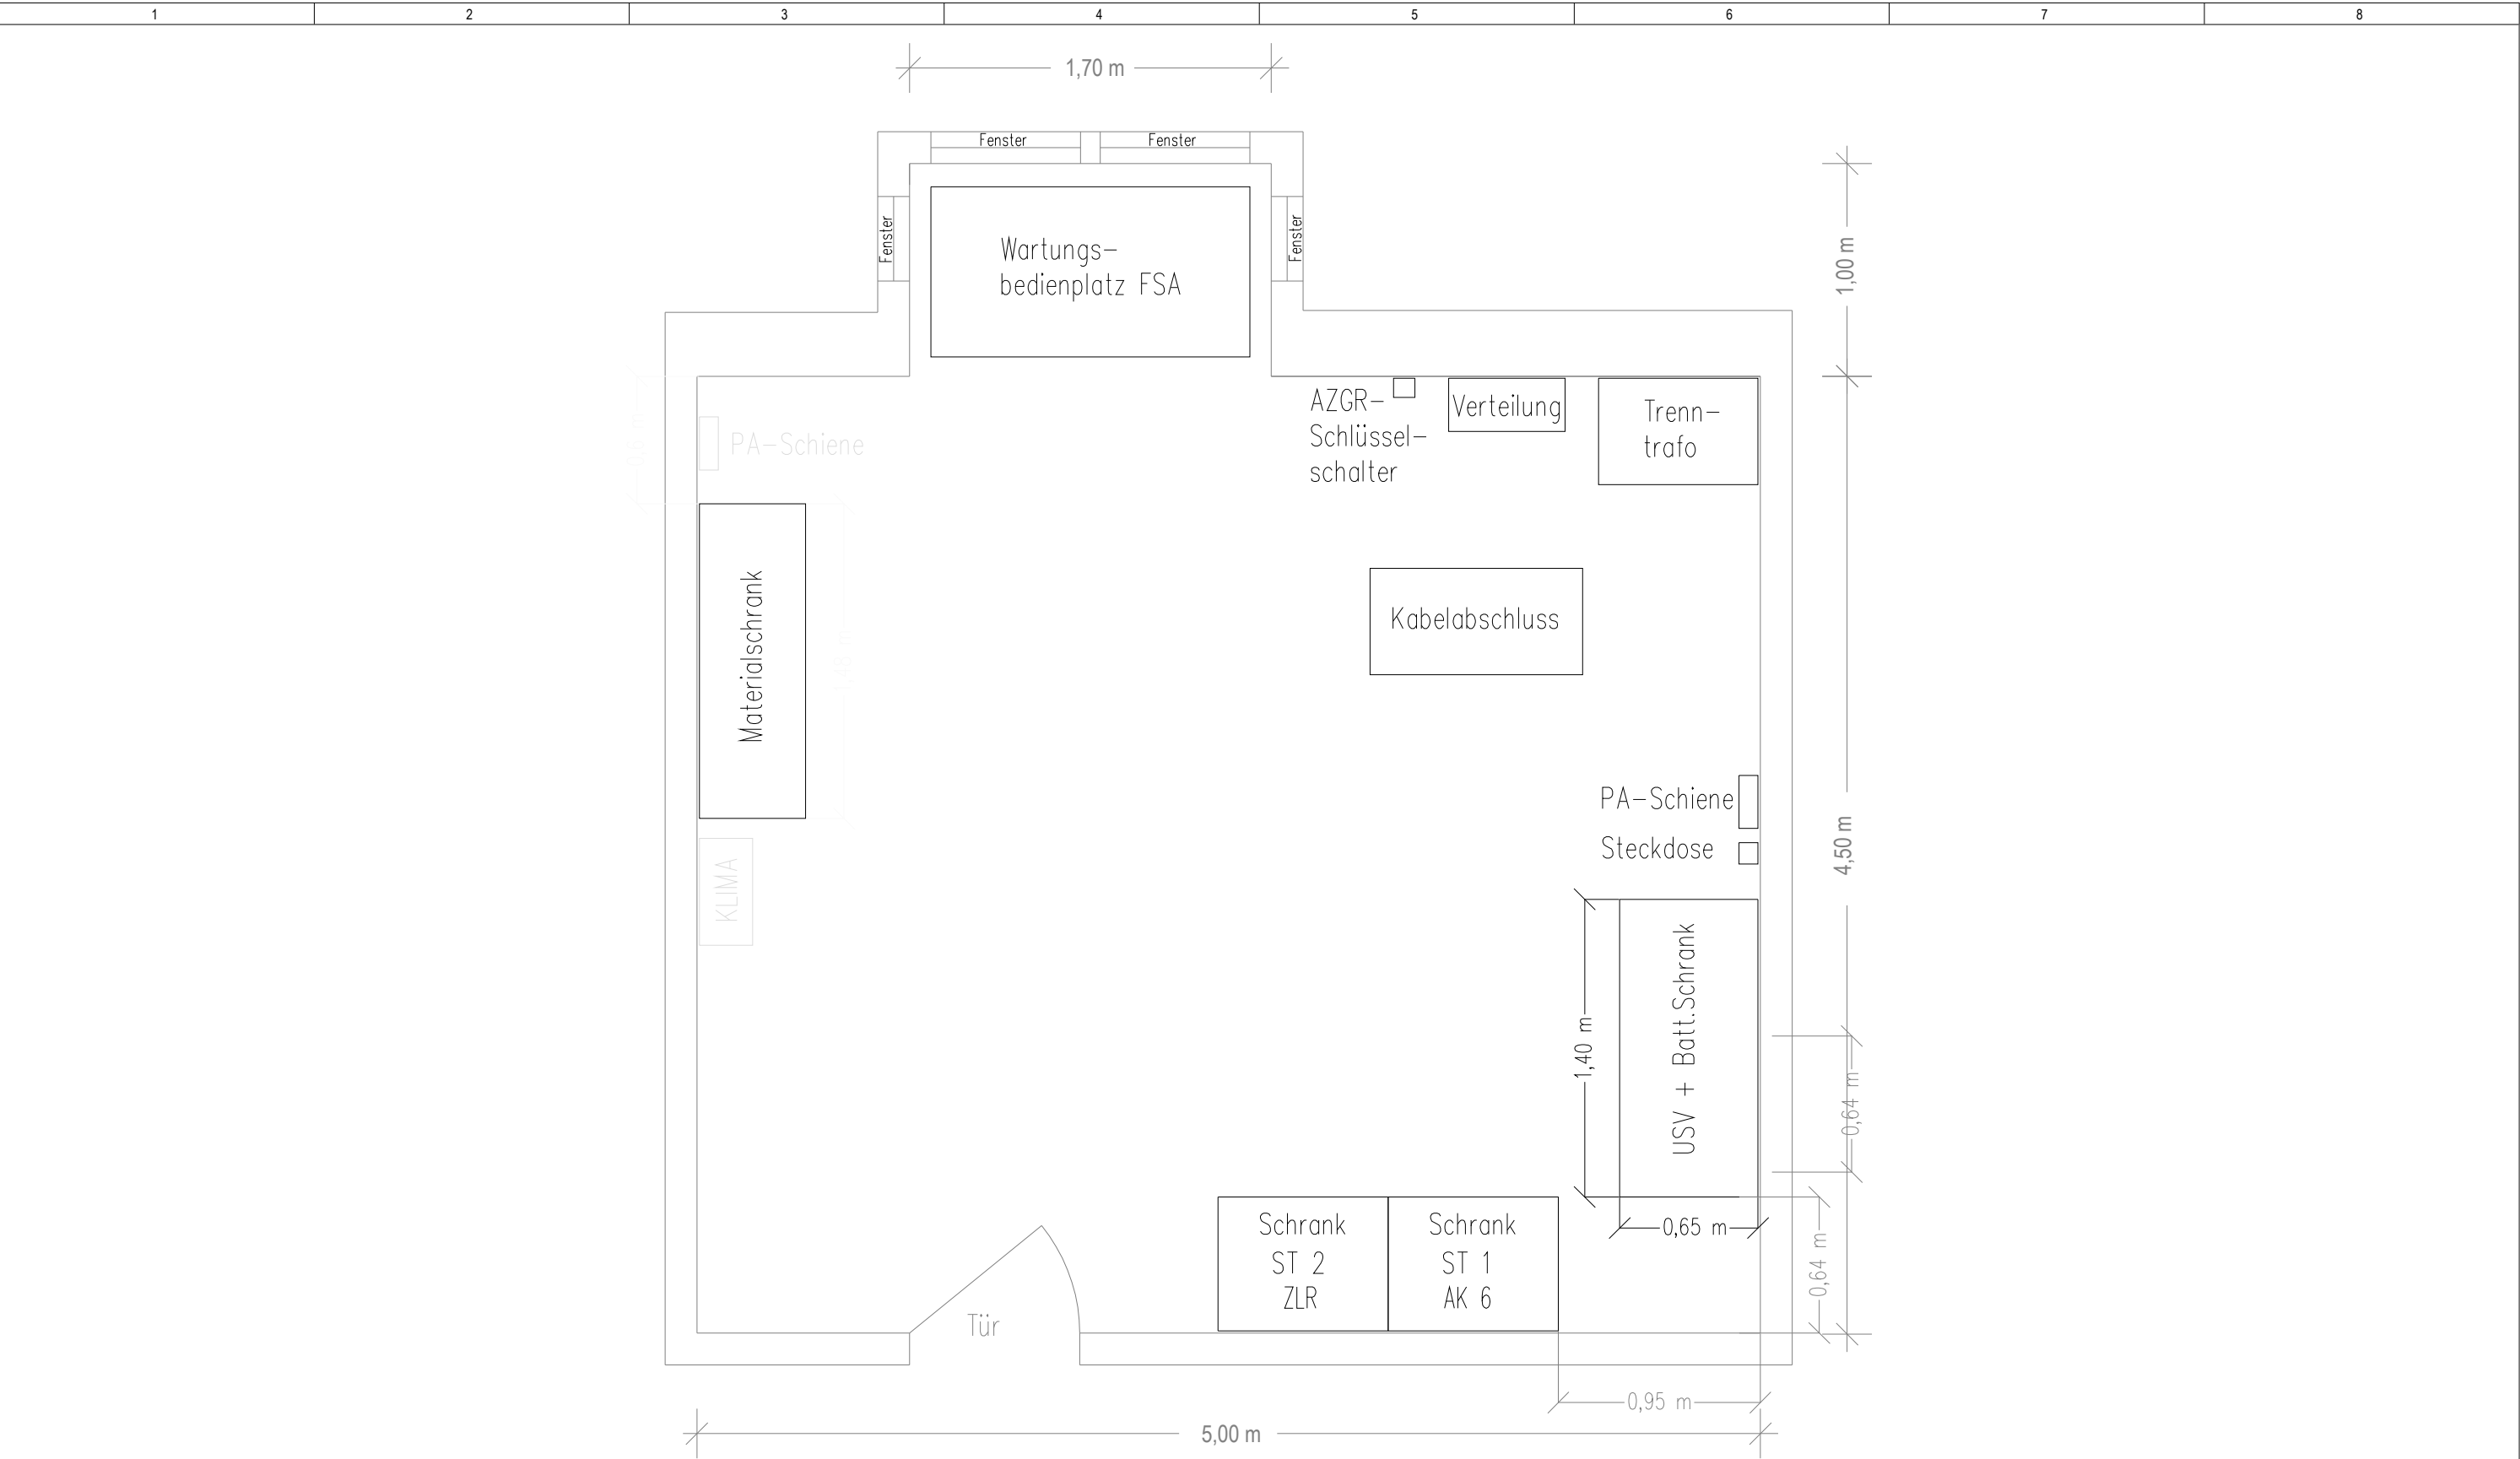 1 2 3 4 5 6 7 8
1,70 m
Fenster Fenster
Fenster
Fenster
Wartungs-
bedienplatz FSA
1,00 m
AZGR-
Schlüssel-
schalter
Verteilung
Trenn-
trafo
PA-Schiene
Materialschrank
Kabelabschluss
PA-Schiene
Steckdose
4,50 m
KLIMA
1,40 m
USV + Batt.Schrank
0,64 m
0,65 m
0,64 m
Schrank
ST 2
ZLR
Schrank
ST 1
AK 6
Tür
0,95 m
5,00 m